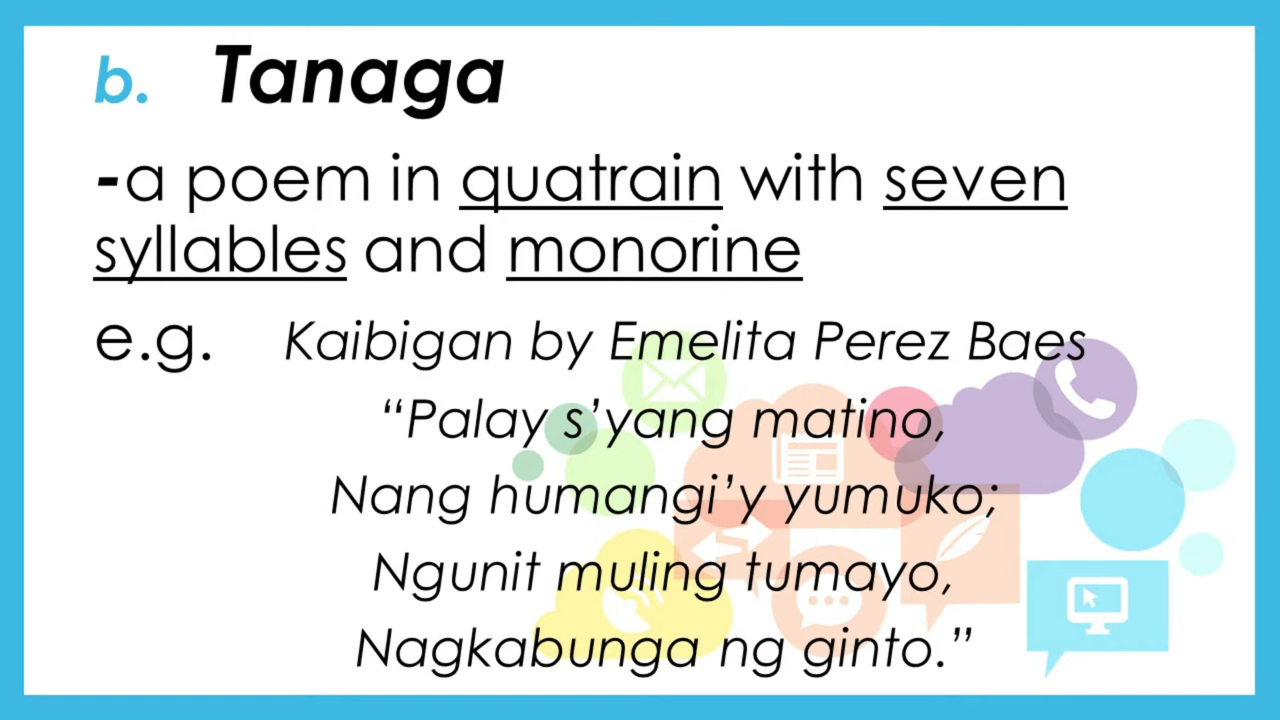 b. Tanaga
-a poem in quatrain with seven
syllables and monorine
e.g. Kaibigan by Emelita Perez Baes
“Palay s’yang matino,
Nang humangi’y yumuko;
Ngunit muling tumayo,
Nagkabunga ng ginto.”